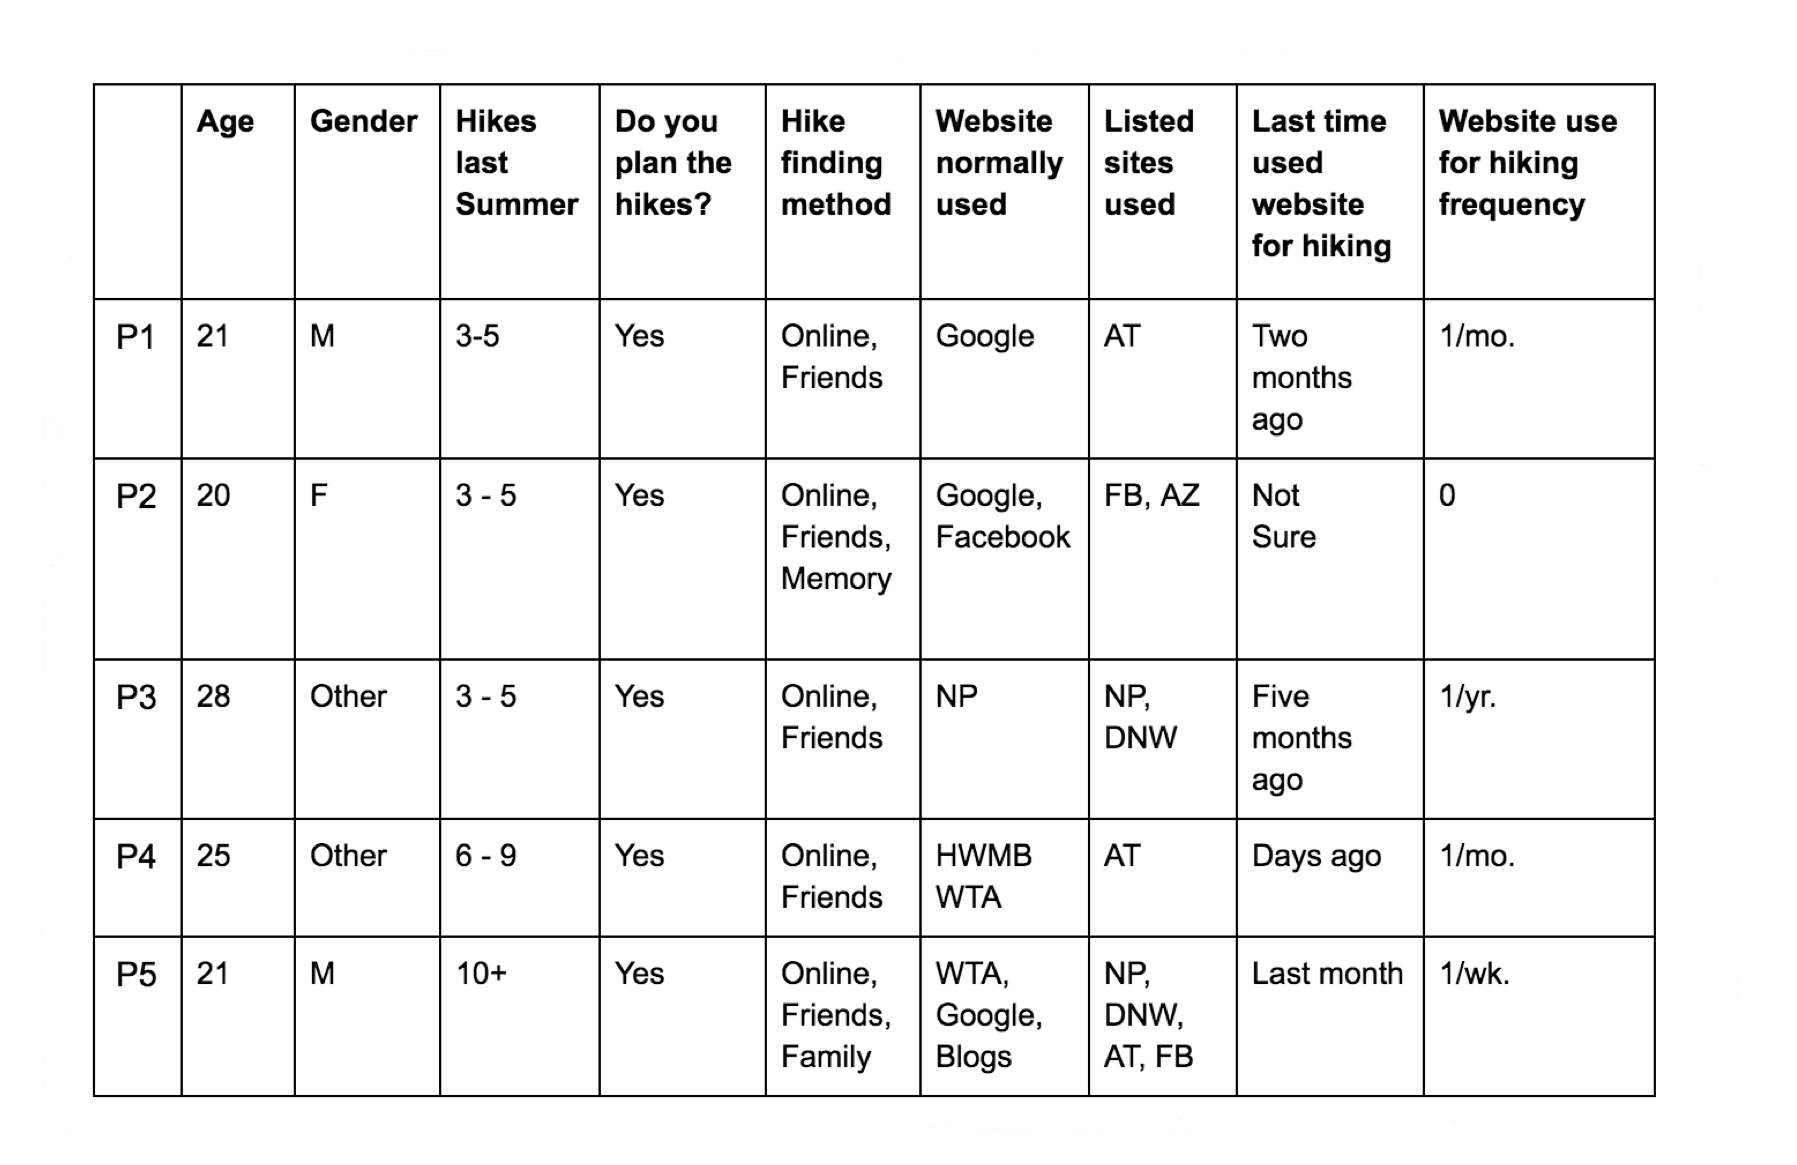 Age Gender Hikes last Summer Do you plan the hikes? Hike finding method Website normally used Listed sites used Last time used website for hiking Website use for hiking frequency
P1 21 M 3-5 Yes Online, Friends Google AT Two months ago 1/mo.
P2 20 F 3 - 5 Yes Online, Friends, Memory Google, Facebook FB, AZ Not Sure 0
P3 28 Other 3 - 5 Yes Online, Friends NP NP, DNW Five months ago 1/yr.
P4 25 Other 6 - 9 Yes Online, Friends HWMB WTA AT Days ago 1/mo.
P5 21 M 10+ Yes Online, Friends, Family WTA, Google, Blogs NP, DNW, AT, FB Last month 1/wk.